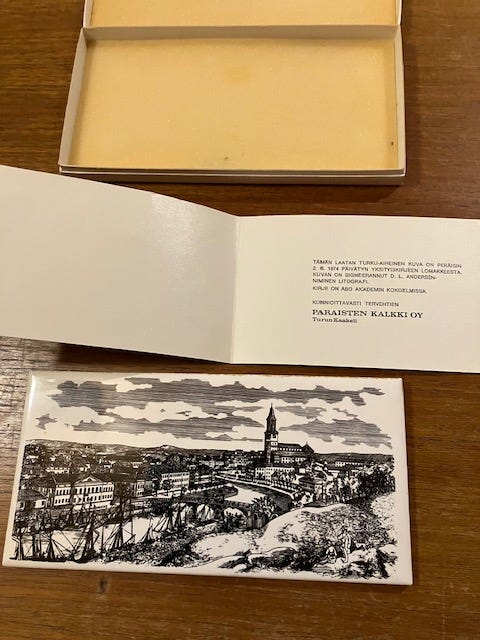 TÄMÄN LAATAN TURKU-AIHEINEN KUVA ON PERÄISIN
2. 6. 1874 PÄIVÄTYN YKSITYISKIRJEEN LOMAKKEESTA.
KUVAN ON SIGNEERANNUT D. L. ANDERSEN-
NIMINEN LITOGRAFI.
KIRJE ON ÅBO AKADEMIN KOKOELMISSA.
KUNNIOITTAVASTI TERVEHTIEN
PARAISTEN KALKKI OY
Turun Kaakeli